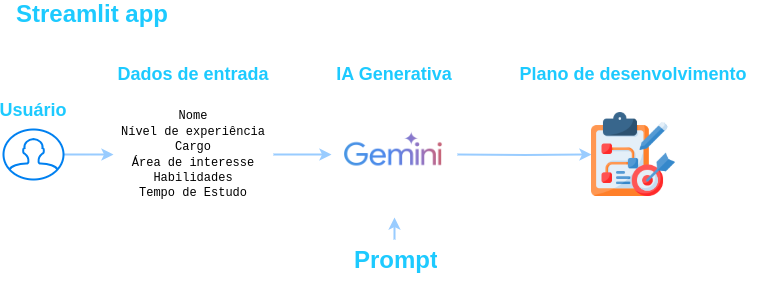 Streamlit app
Dados de entrada
IA Generativa
Plano de desenvolvimento
Usuário
Nome
Nivel de experiência
Cargo
Área de interesse
Habilidades
Tempo de Estudo
Gemini
Prompt